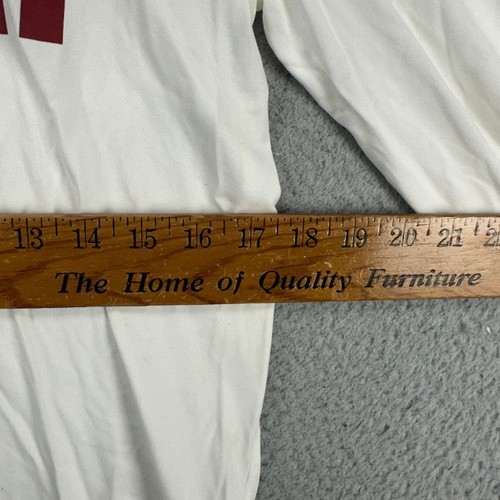 13 14 15 16 17 18 19 20 21
The Home of Quality Furniture